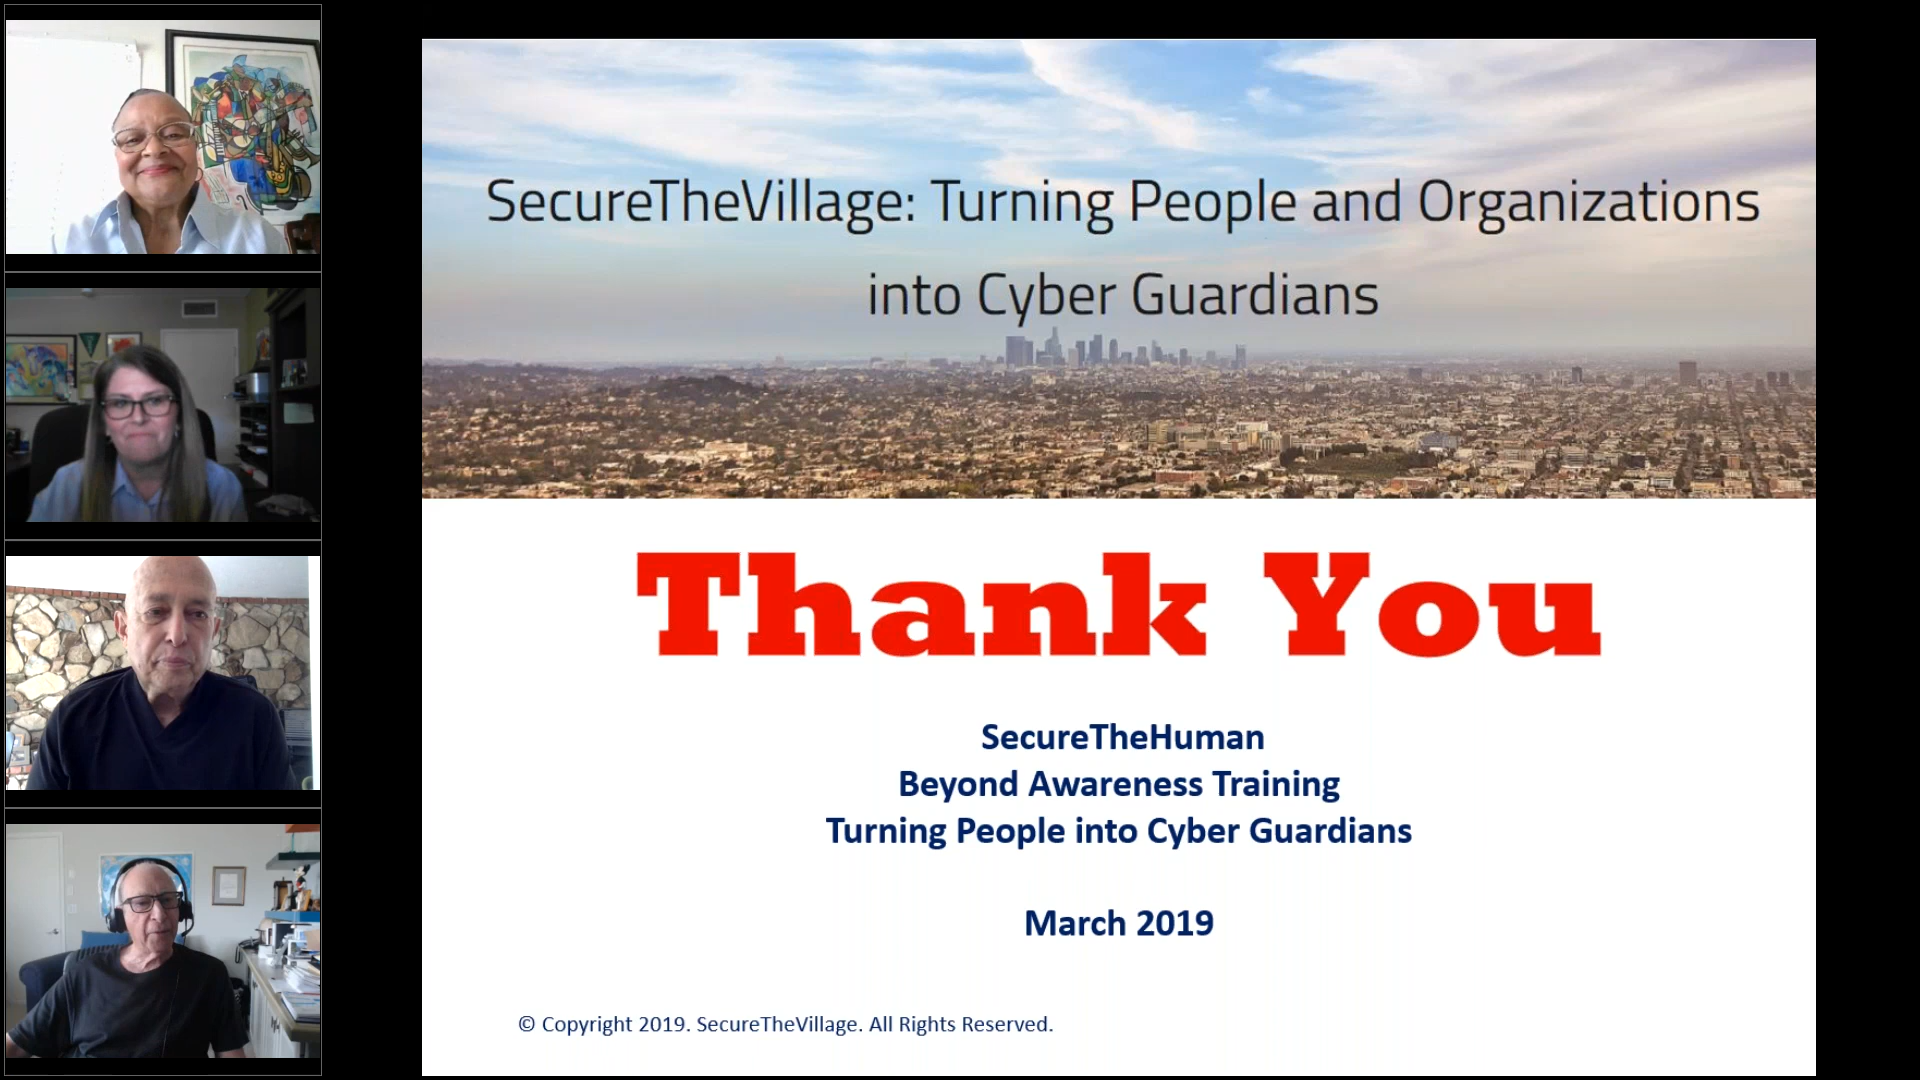 SecureTheVillage: Turning People and Organizations
into Cyber Guardians
Thank You
SecureTheHuman
Beyond Awareness Training
Turning People into Cyber Guardians
March 2019
© Copyright 2019. SecureTheVillage. All Rights Reserved.